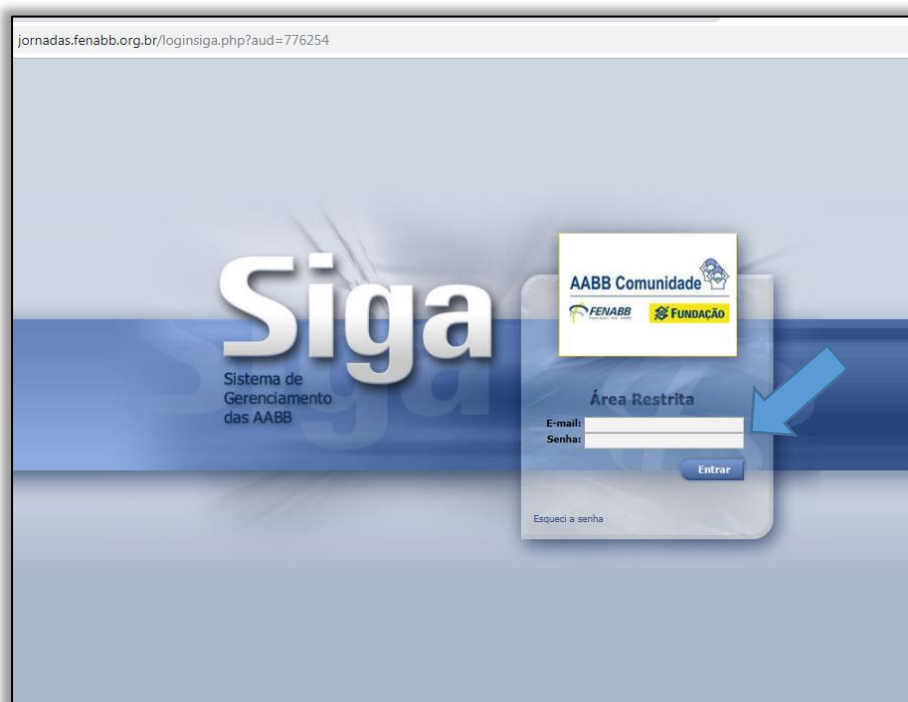 jornadas.fenabb.org.br/loginsiga.php?aud=776254
Siga
Sistema de
Gerenciamento
das AABB
AABB Comunidade
FENABB
FUNDAÇÃO
Área Restrita
E-mail:
Senha:
Entrar
Esqueci a senha